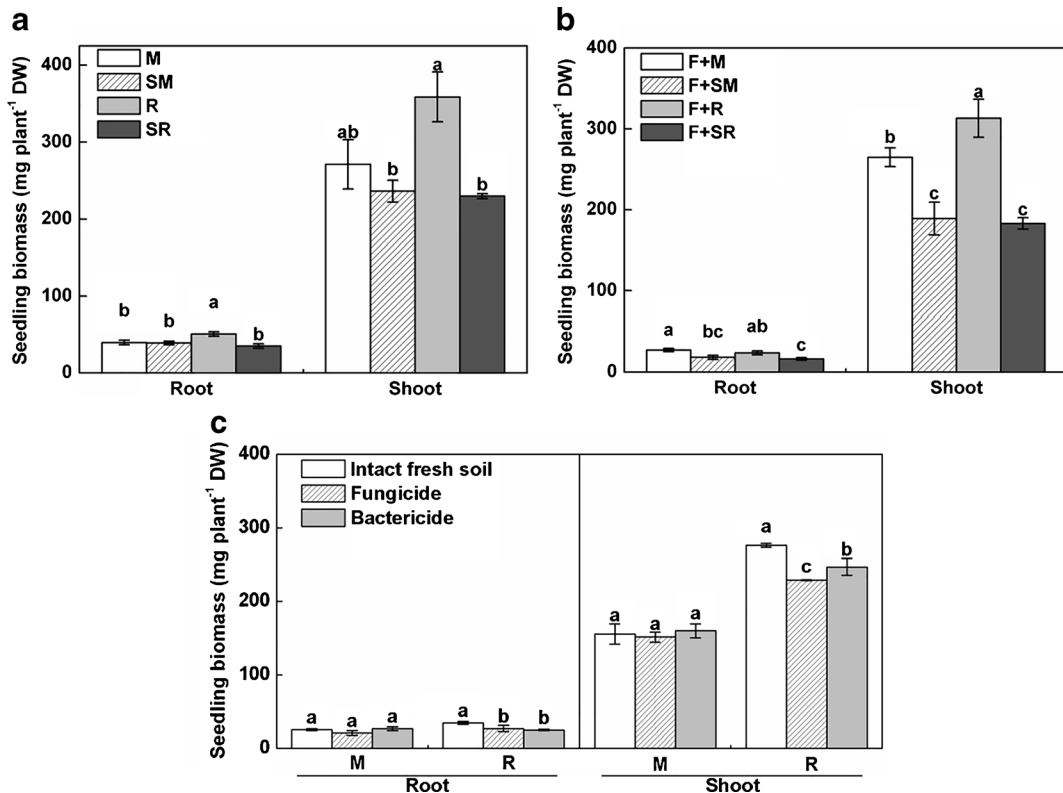 a
Seedling biomass (mg plant⁻¹ DW)
400
300
200
100
0
M
SM
R
SR
b
b
a
b
ab
b
a
b
Root
Shoot
b
Seedling biomass (mg plant⁻¹ DW)
400
300
200
100
0
F+M
F+SM
F+R
F+SR
a
bc
ab
c
b
c
a
c
Root
Shoot
c
Seedling biomass (mg plant⁻¹ DW)
400
300
200
100
0
Intact fresh soil
Fungicide
Bactericide
a
a
a
a
b
b
a
a
a
a
c
b
M
R
M
R
Root
Shoot